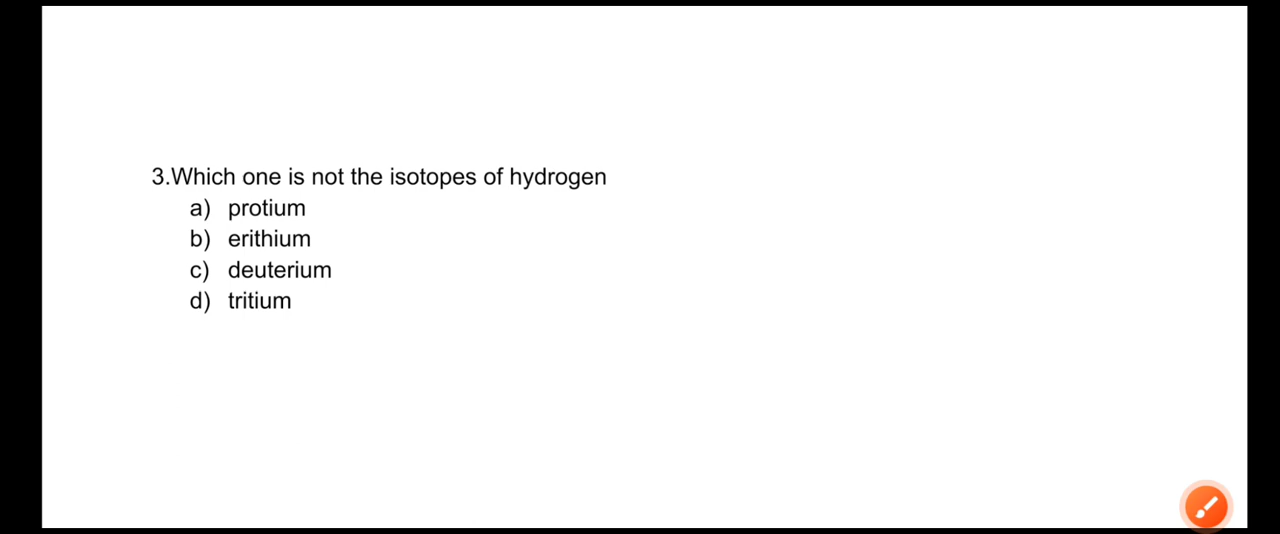 3.Which one is not the isotopes of hydrogen
a) protium
b) erithium
c) deuterium
d) tritium